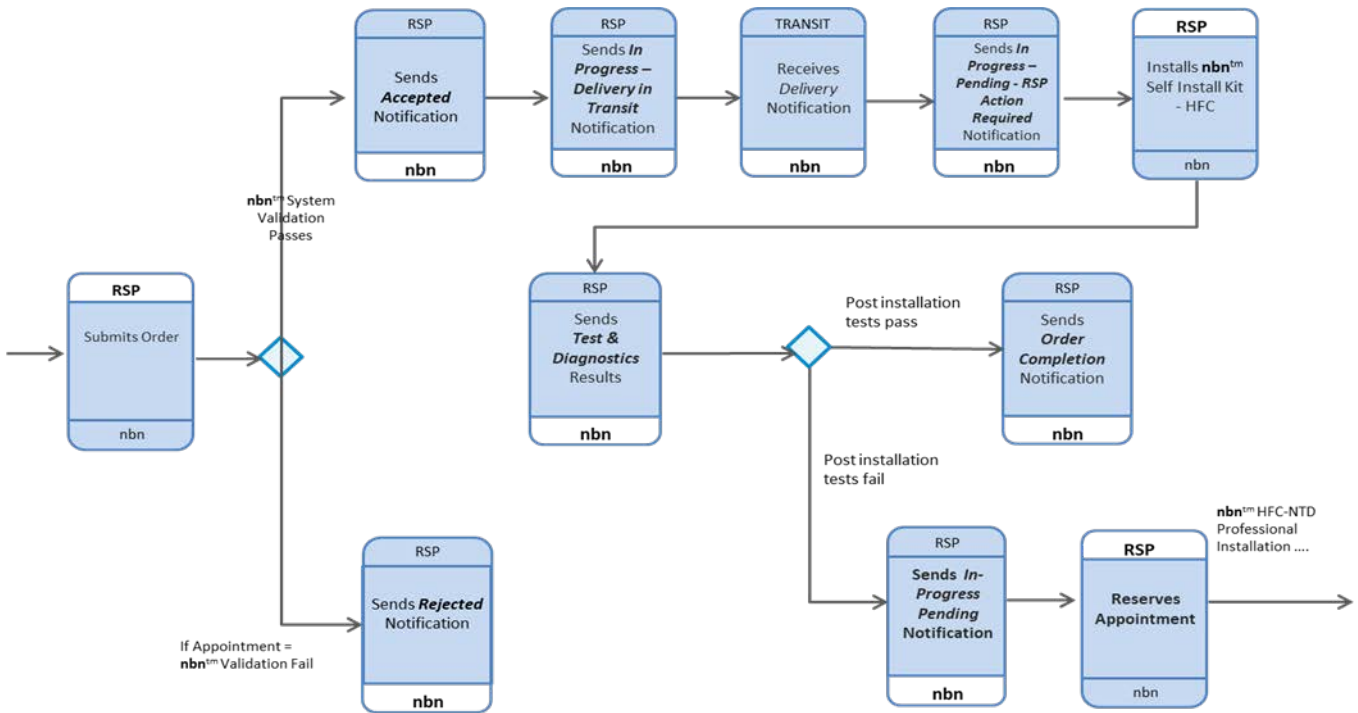 RSP
Sends
Accepted
Notification
nbn
RSP
Sends In
Progress –
Delivery in
Transit
Notification
nbn
TRANSIT
Receives
Delivery
Notification
nbn
RSP
Sends In
Progress –
Pending - RSP
Action
Required
Notification
nbn
RSP
Installs nbn™
Self Install Kit
- HFC
nbn
nbn™ System
Validation
Passes
RSP
Submits Order
nbn
RSP
Sends
Test &
Diagnostics
Results
nbn
Post installation
tests pass
RSP
Sends
Order
Completion
Notification
nbn
Post installation
tests fail
RSP
Sends Rejected
Notification
nbn
If Appointment =
nbn™ Validation Fail
RSP
Sends In-
Progress
Pending
Notification
nbn
RSP
Reserves
Appointment
nbn
nbn™ HFC-NTD
Professional
Installation ....